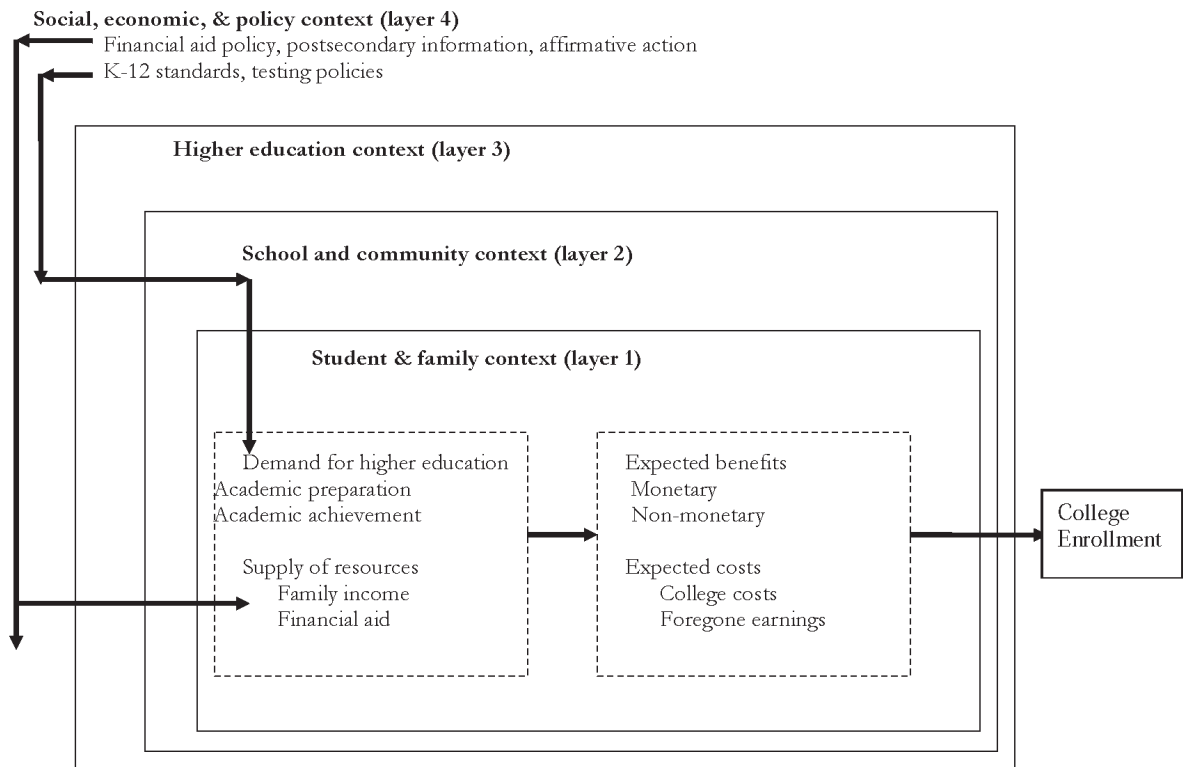 Social, economic, & policy context (layer 4)
Financial aid policy, postsecondary information, affirmative action
K-12 standards, testing policies
Higher education context (layer 3)
School and community context (layer 2)
Student & family context (layer 1)
Demand for higher education
Academic preparation
Academic achievement
Supply of resources
Family income
Financial aid
Expected benefits
Monetary
Non-monetary
Expected costs
College costs
Foregone earnings
College
Enrollment